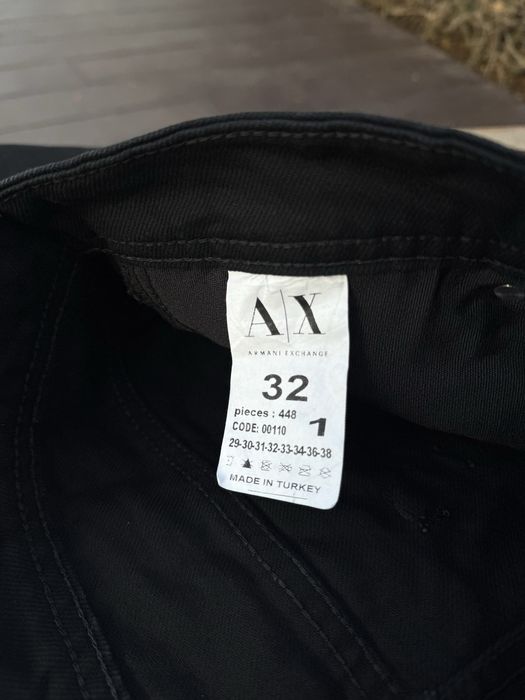 A|X
ARMANI EXCHANGE
32
pieces : 448
CODE: 00110 1
29-30-31-32-33-34-36-38
MADE IN TURKEY